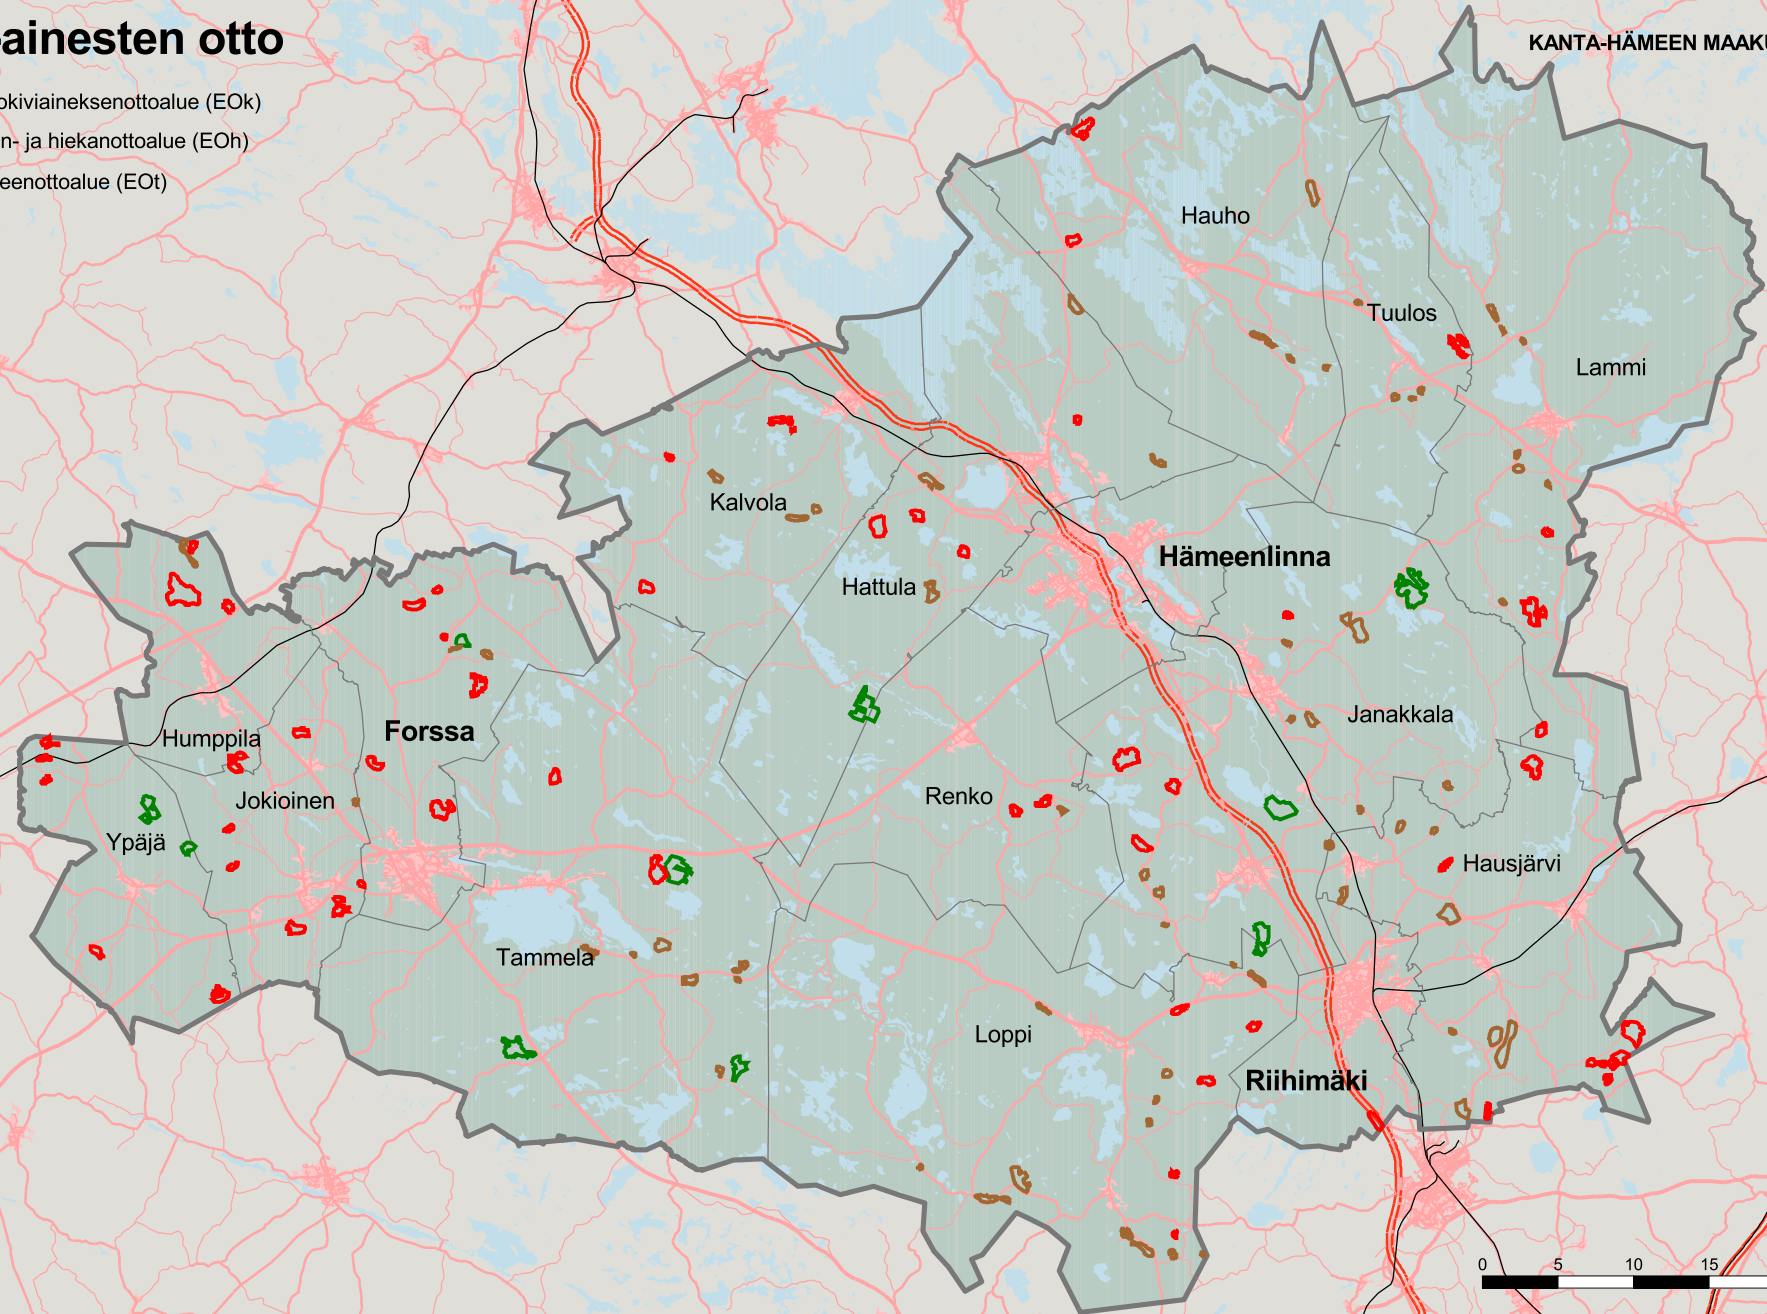 -ainesten otto
KANTA-HÄMEEN MAAKU
okiviaineksenottoalue (EOk)
n- ja hiekanottoalue (EOh)
eenottoalue (EOt)
Hauho
Tuulos
Lammi
Kalvola
Hämeenlinna
Hattula
Janakkala
Forssa
Humppila
Renko
Jokioinen
Ypäjä
Hausjärvi
Tammela
Loppi
Riihimäki
0 5 10 15